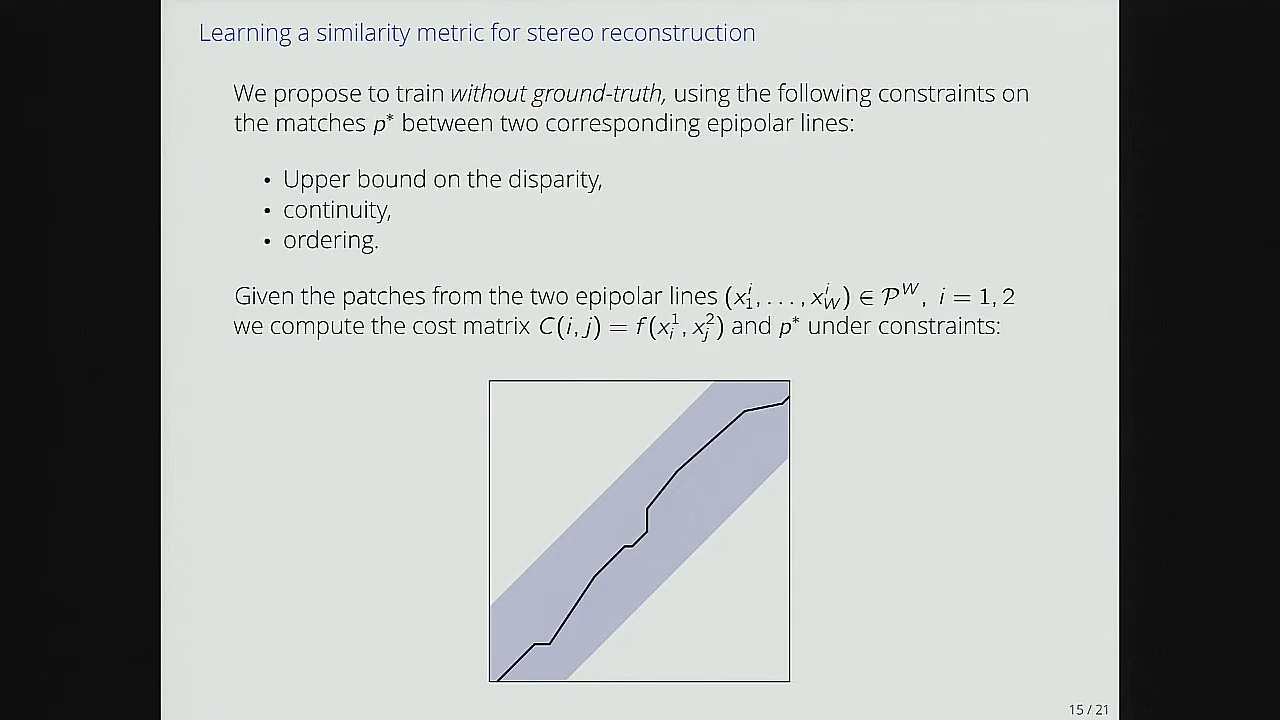 Learning a similarity metric for stereo reconstruction
We propose to train without ground-truth, using the following constraints on
the matches p* between two corresponding epipolar lines:
• Upper bound on the disparity,
• continuity,
• ordering.
Given the patches from the two epipolar lines (x₁ⁱ, . . . , x_Wⁱ) ∈ 𝒫^W, i = 1, 2
we compute the cost matrix C(i, j) = f(xᵢ¹, xⱼ²) and p* under constraints:
15 / 21